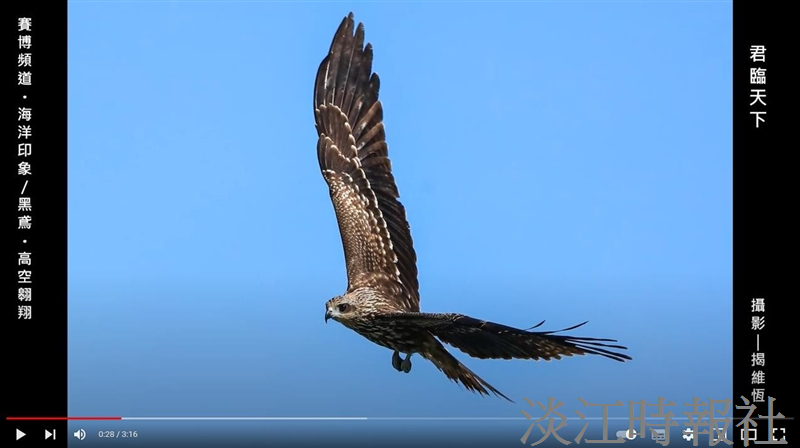 賽博頻道・海洋印象/黑鳶・高空翱翔
君臨天下
攝影—揭維恆
0:28 / 3:16
淡江時報社